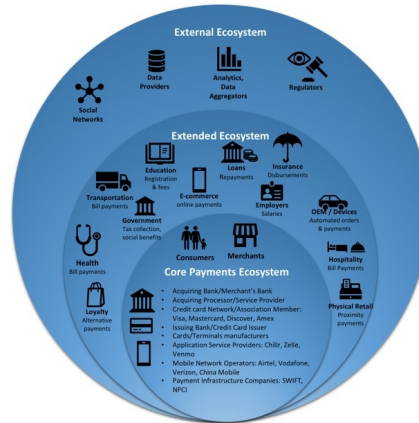 External Ecosystem
Data
Providers
Analytics,
Data
Aggregators
Regulators
Social
Networks
Extended Ecosystem
Education
Registration
& fees
Loans
Repayments
Insurance
Disbursements
Transportation
Bill payments
E-commerce
online payments
Employers
Salaries
OEM / Devices
Automated orders
& payments
Government
Tax collection,
social benefits
Health
Bill payments
Consumers
Merchants
Hospitality
Bill Payments
Loyalty
Alternative
payments
Physical Retail
Proximity
payments
Core Payments Ecosystem
• Acquiring Bank/Merchant's Bank
• Acquiring Processor/Service Provider
• Credit card Network/Association Member:
Visa, Mastercard, Discover, Amex
• Issuing Bank/Credit Card Issuer
• Cards/Terminals manufacturers
• Application Service Providers: Chillr, Zelle,
Venmo
• Mobile Network Operators: Airtel, Vodafone,
Verizon, China Mobile
• Payment Infrastructure Companies: SWIFT,
NPCI